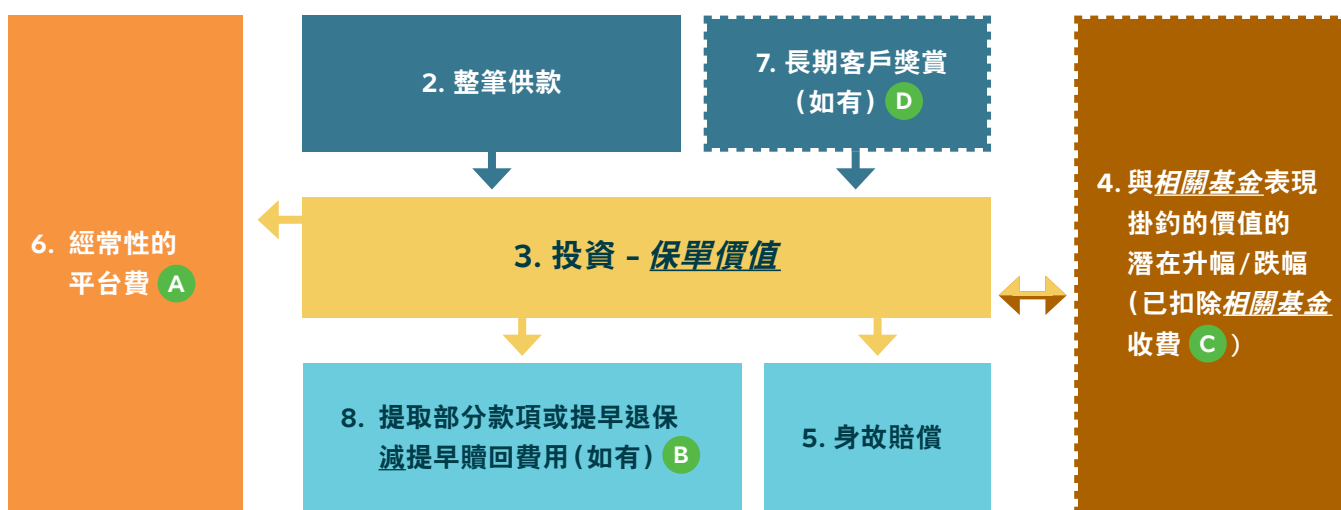 2. 整筆供款
7. 長期客戶獎賞
(如有) D
6. 經常性的
平台費 A
3. 投資 – 保單價值
4. 與相關基金表現
掛釣的價值的
潛在升幅/跌幅
(已扣除相關基金
收費 C )
8. 提取部分款項或提早退保
減提早贖回費用(如有) B
5. 身故賠償